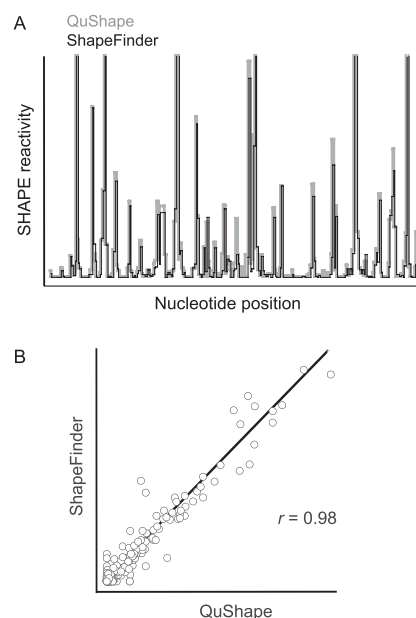 A
QuShape
ShapeFinder
SHAPE reactivity
Nucleotide position
B
ShapeFinder
r = 0.98
QuShape